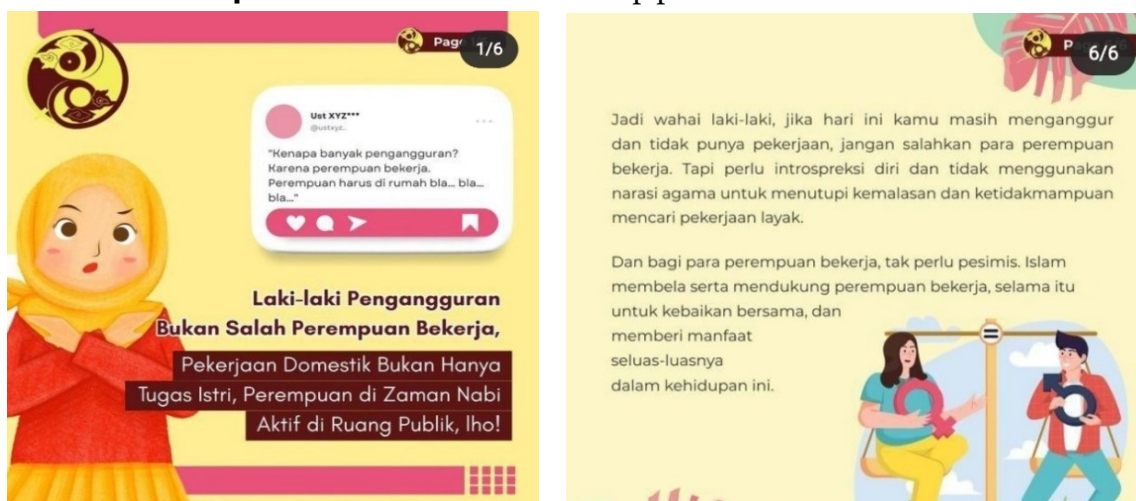 Page
1/6
Ust XYZ***
@ustxyz..
"Kenapa banyak pengangguran?
Karena perempuan bekerja.
Perempuan harus di rumah bla... bla...
bla..."
Laki-laki Pengangguran
Bukan Salah Perempuan Bekerja,
Pekerjaan Domestik Bukan Hanya
Tugas Istri, Perempuan di Zaman Nabi
Aktif di Ruang Publik, lho!
6/6
Jadi wahai laki-laki, jika hari ini kamu masih menganggur
dan tidak punya pekerjaan, jangan salahkan para perempuan
bekerja. Tapi perlu introspreksi diri dan tidak menggunakan
narasi agama untuk menutupi kemalasan dan ketidakmampuan
mencari pekerjaan layak.
Dan bagi para perempuan bekerja, tak perlu pesimis. Islam
membela serta mendukung perempuan bekerja, selama itu
untuk kebaikan bersama, dan
memberi manfaat
seluas-luasnya
dalam kehidupan ini.